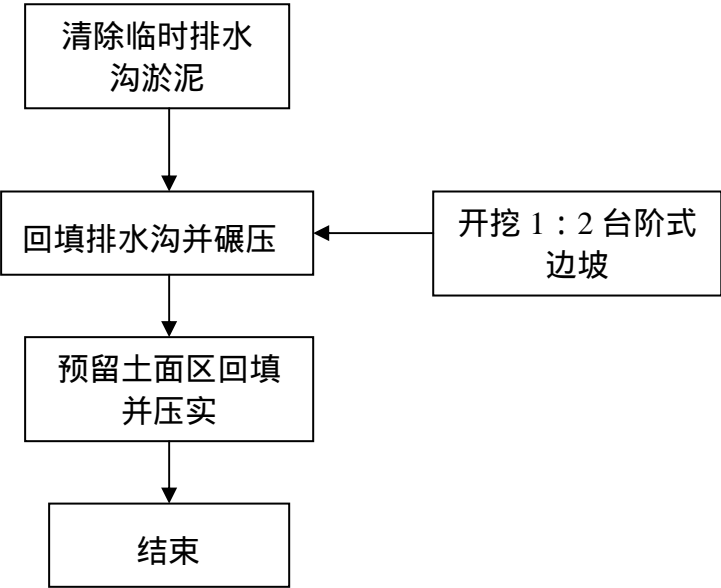 清除临时排水
沟淤泥
回填排水沟并碾压
开挖 1：2 台阶式
边坡
预留土面区回填
并压实
结束